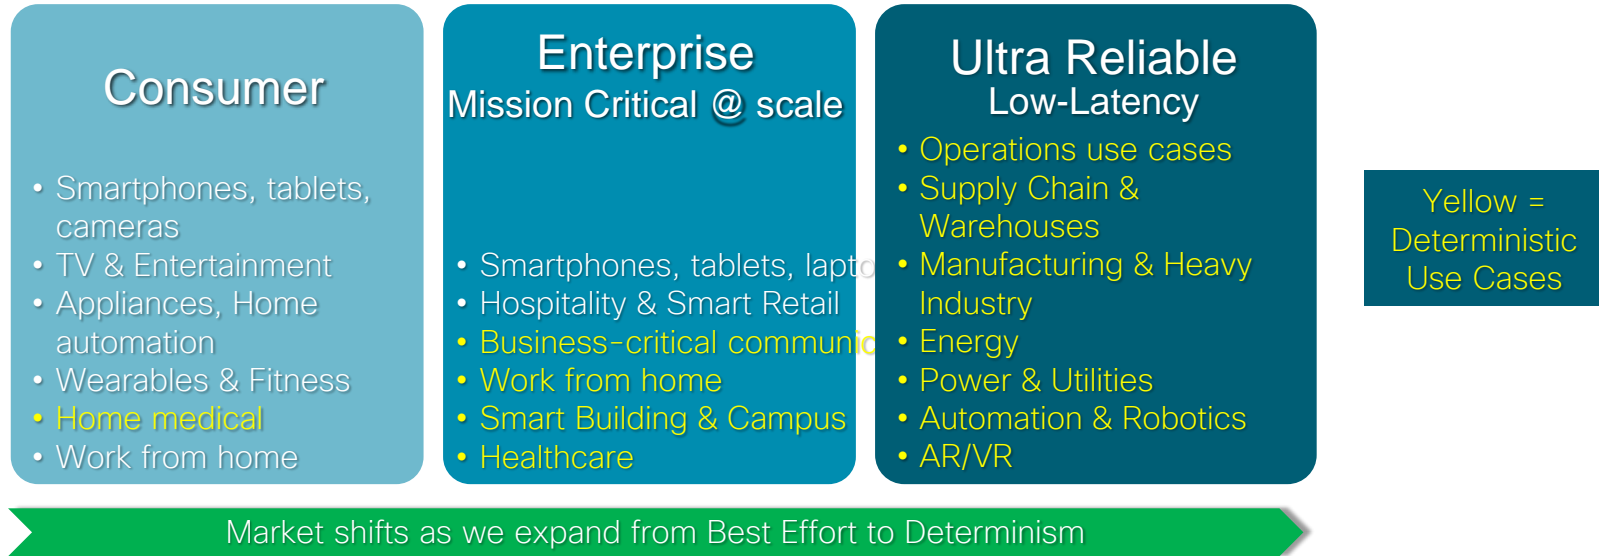 Consumer
• Smartphones, tablets,
cameras
• TV & Entertainment
• Appliances, Home
automation
• Wearables & Fitness
• Home medical
• Work from home
Enterprise
Mission Critical @ scale
• Smartphones, tablets, lapto
• Hospitality & Smart Retail
• Business-critical communic
• Work from home
• Smart Building & Campus
• Healthcare
Ultra Reliable
Low-Latency
• Operations use cases
• Supply Chain &
Warehouses
• Manufacturing & Heavy
Industry
• Energy
• Power & Utilities
• Automation & Robotics
• AR/VR
Yellow =
Deterministic
Use Cases
Market shifts as we expand from Best Effort to Determinism